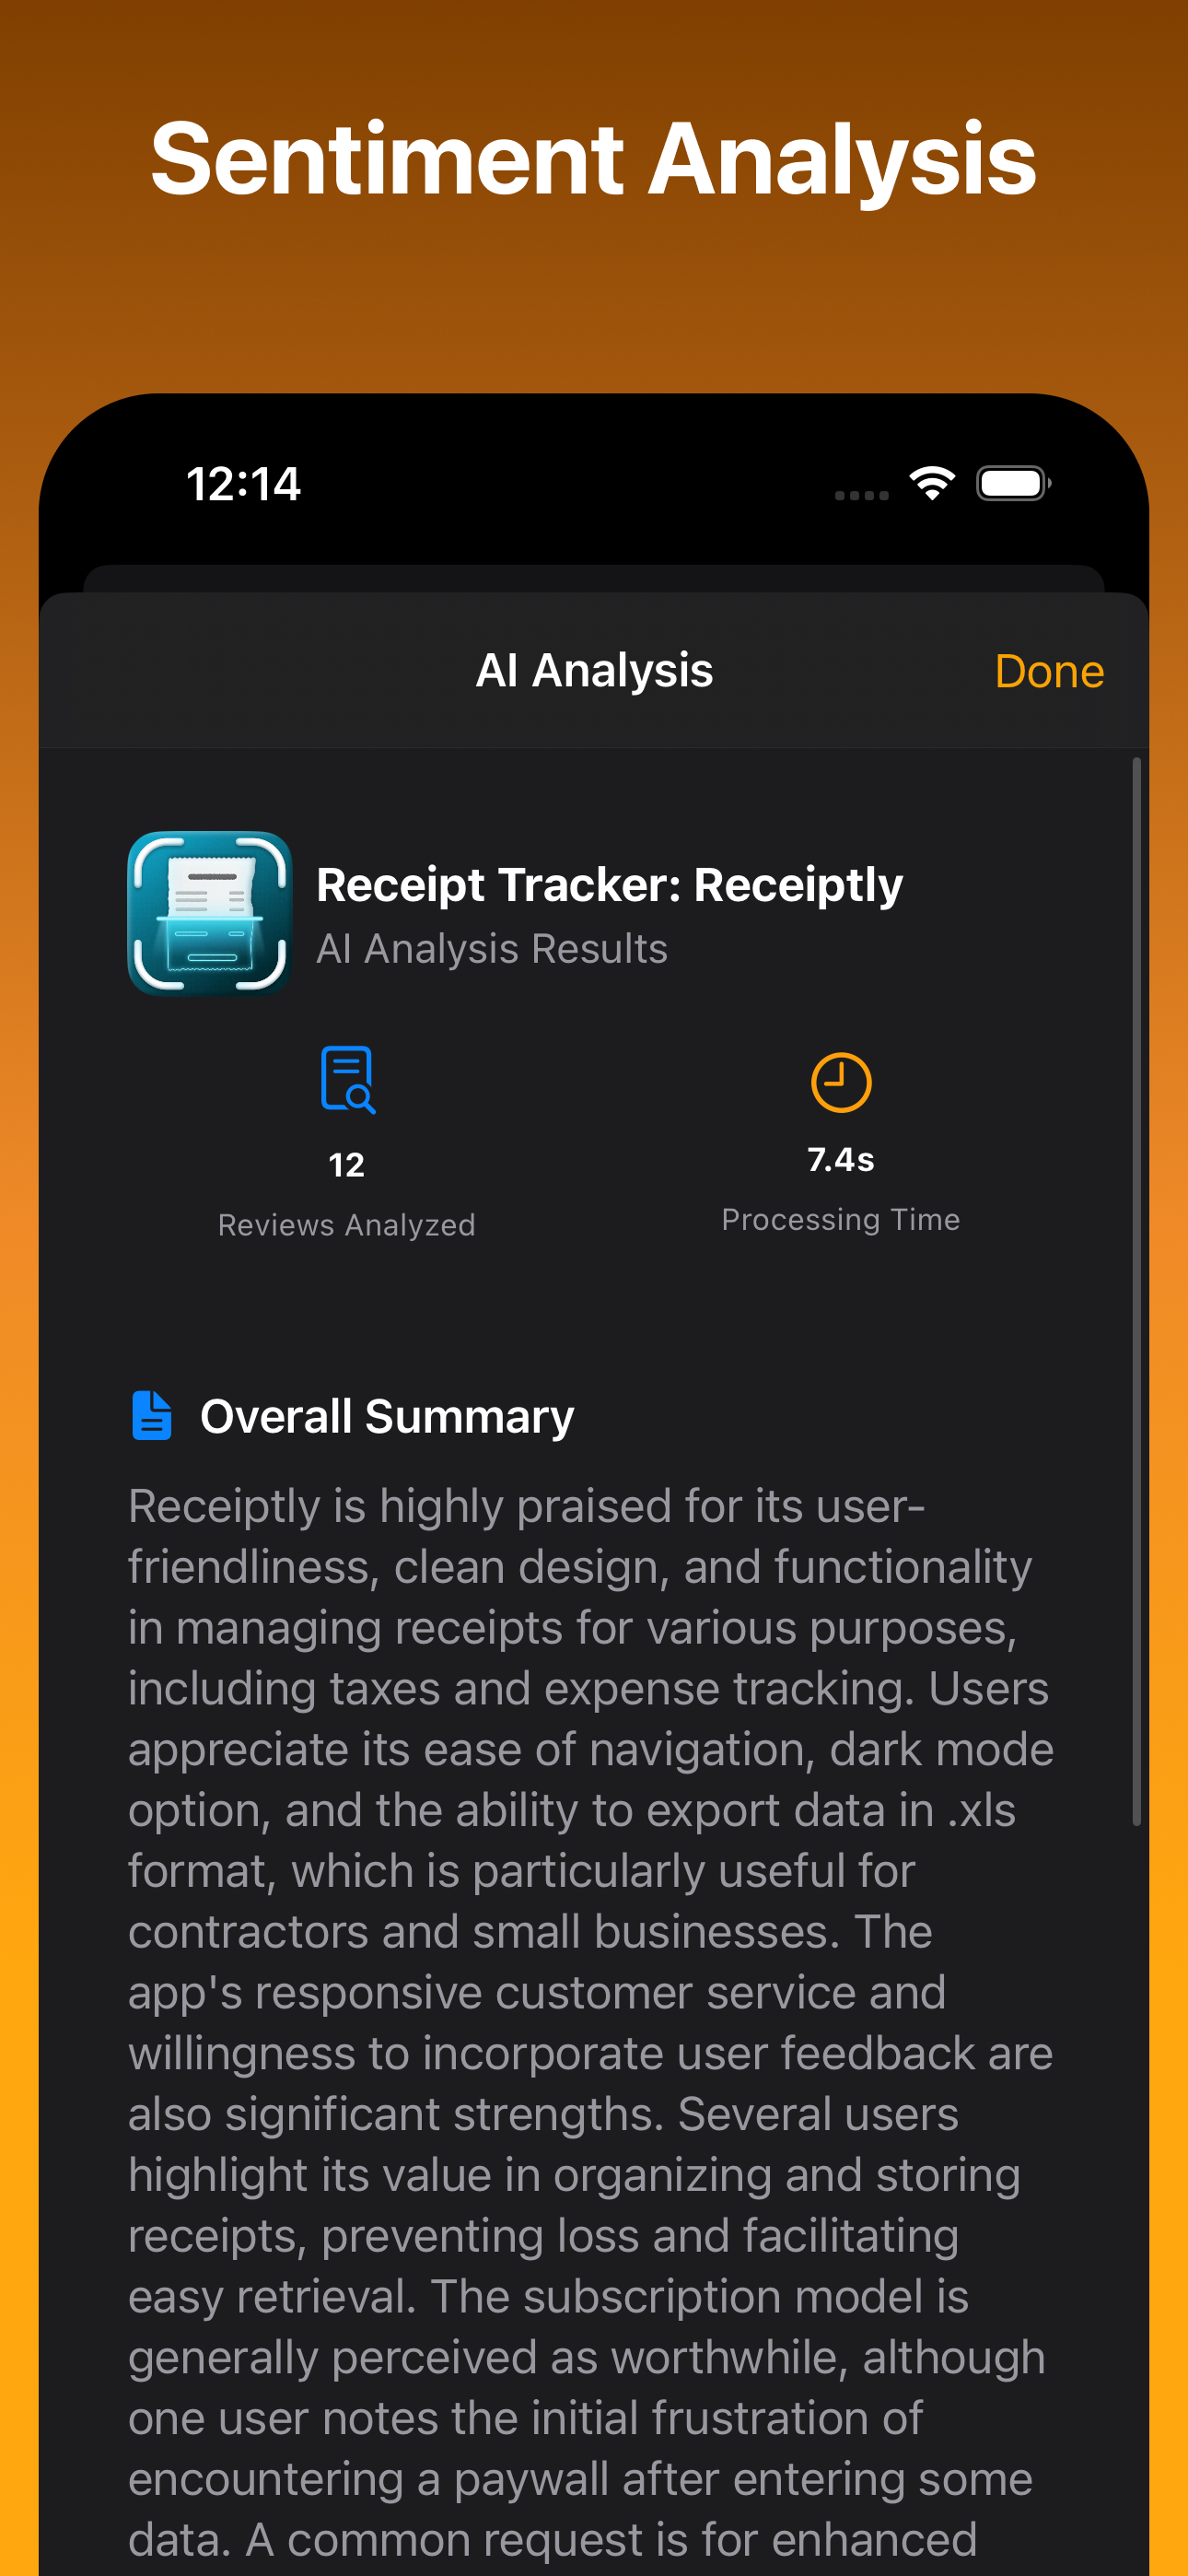 Sentiment Analysis
12:14
AI Analysis
Done
Receipt Tracker: Receiptly
AI Analysis Results
12
Reviews Analyzed
7.4s
Processing Time
Overall Summary
Receiptly is highly praised for its user-
friendliness, clean design, and functionality
in managing receipts for various purposes,
including taxes and expense tracking. Users
appreciate its ease of navigation, dark mode
option, and the ability to export data in .xls
format, which is particularly useful for
contractors and small businesses. The
app's responsive customer service and
willingness to incorporate user feedback are
also significant strengths. Several users
highlight its value in organizing and storing
receipts, preventing loss and facilitating
easy retrieval. The subscription model is
generally perceived as worthwhile, although
one user notes the initial frustration of
encountering a paywall after entering some
data. A common request is for enhanced